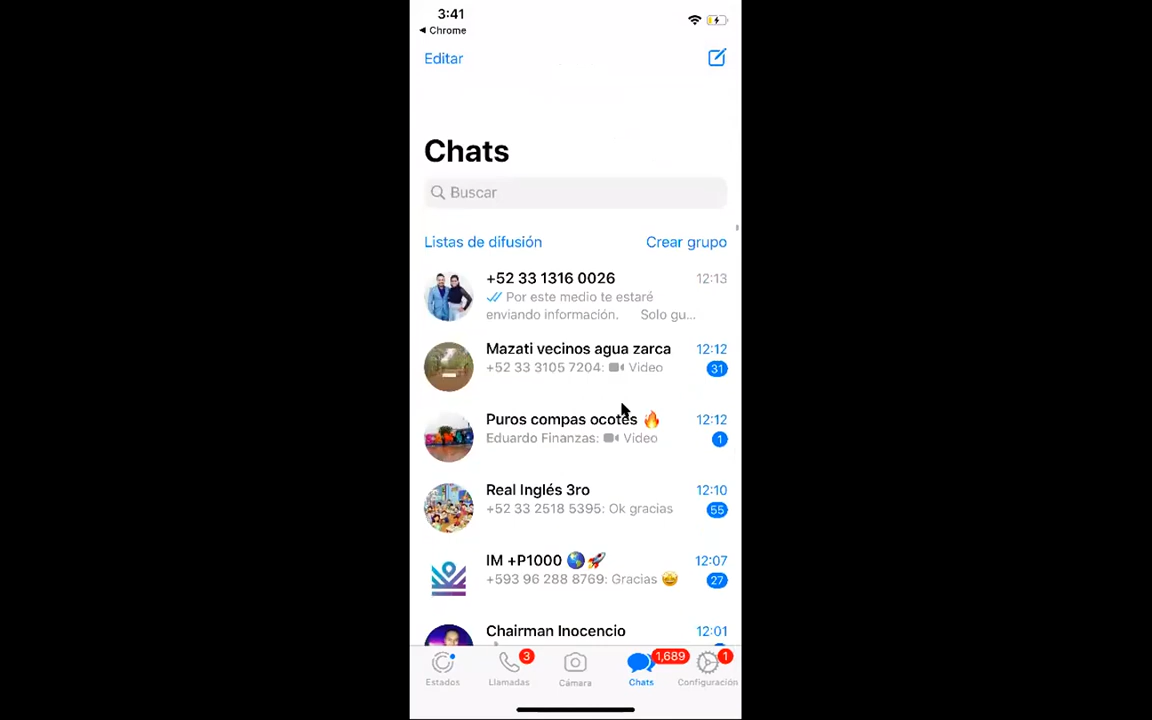 3:41
◀ Chrome
Editar
Chats
Buscar
Listas de difusión Crear grupo
+52 33 1316 0026 12:13
Por este medio te estaré
enviando información. Solo gu...
Mazati vecinos agua zarca 12:12
+52 33 3105 7204: Video 31
Puros compas ocotes 🔥 12:12
Eduardo Finanzas: Video 1
Real Inglés 3ro 12:10
+52 33 2518 5395: Ok gracias 55
IM +P1000 🌎🚀 12:07
+593 96 288 8769: Gracias 🤩 27
Chairman Inocencio 12:01
3 1,689 1
Estados Llamadas Cámara Chats Configuración